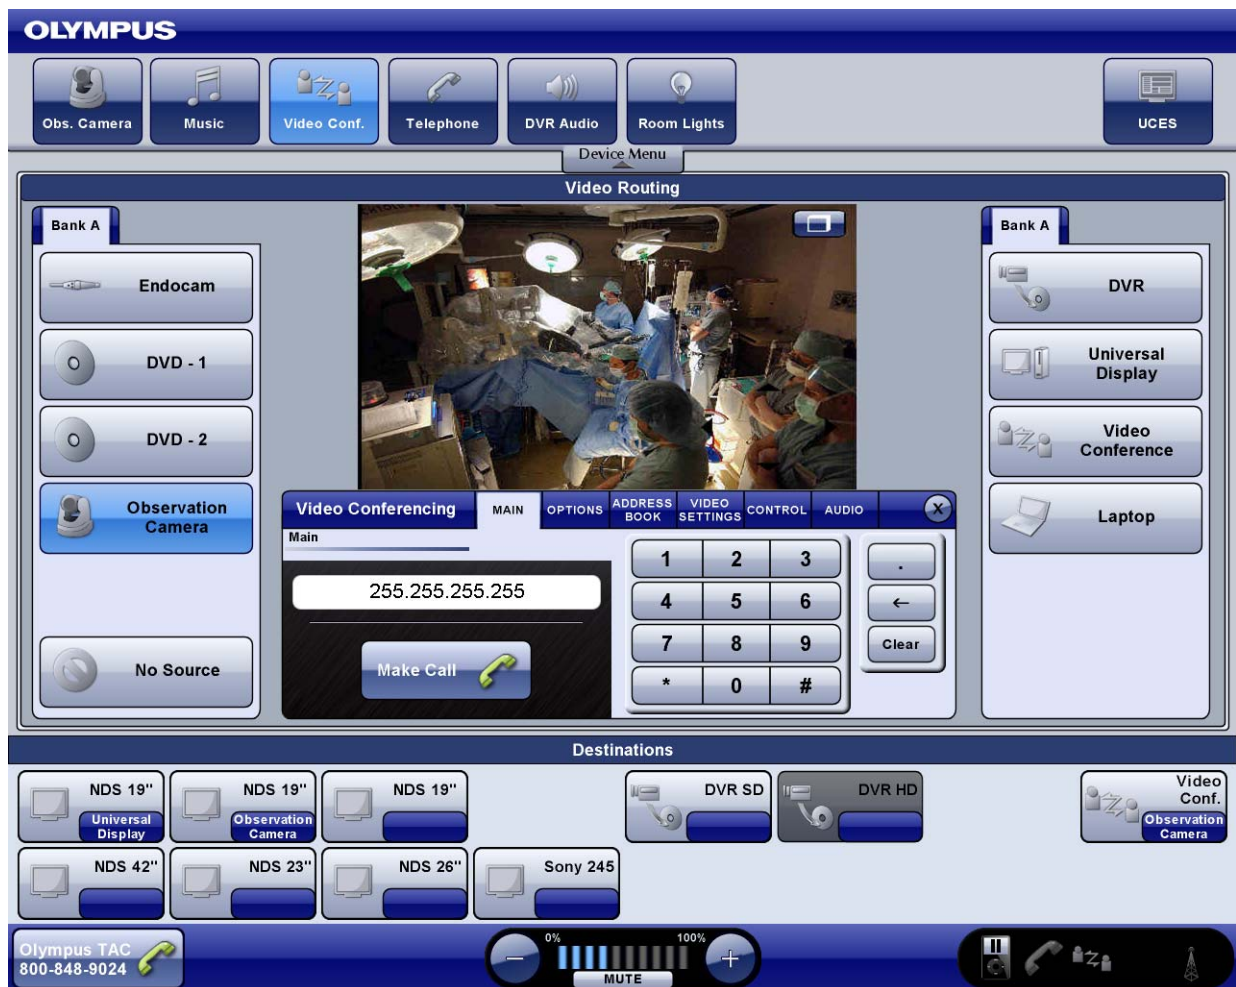 OLYMPUS
Obs. Camera
Music
Video Conf.
Telephone
DVR Audio
Room Lights
UCES
Device Menu
Video Routing
Bank A
Endocam
DVD - 1
DVD - 2
Observation
Camera
No Source
Bank A
DVR
Universal
Display
Video
Conference
Laptop
Video Conferencing
MAIN
OPTIONS
ADDRESS
BOOK
VIDEO
SETTINGS
CONTROL
AUDIO
X
Main
255.255.255.255
Make Call
1 2 3
4 5 6
7 8 9
* 0 #
.
←
Clear
Destinations
NDS 19"
Universal
Display
NDS 19"
Observation
Camera
NDS 19"
DVR SD
DVR HD
Video
Conf.
Observation
Camera
NDS 42"
NDS 23"
NDS 26"
Sony 245
Olympus TAC
800-848-9024
0% 100%
MUTE